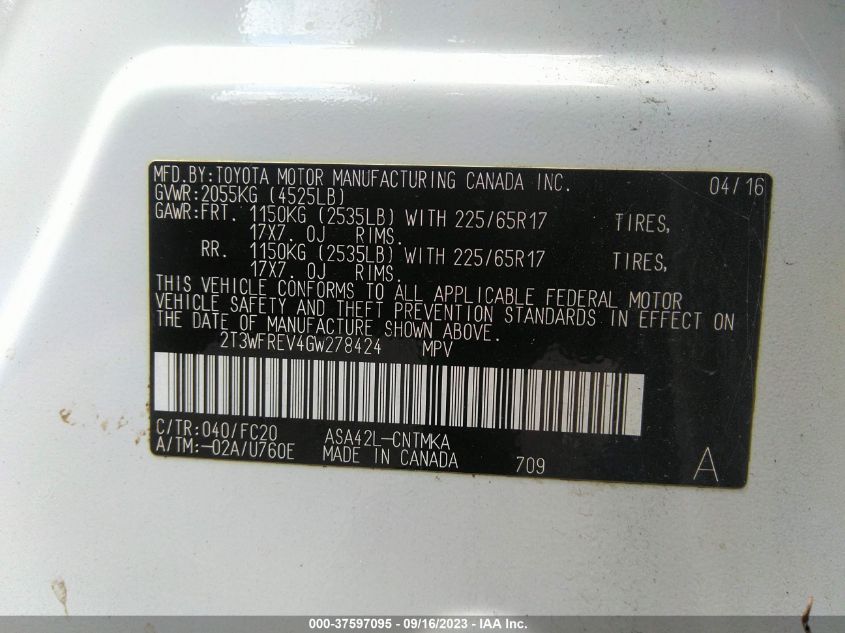 MFD.BY:TOYOTA MOTOR MANUFACTURING CANADA INC. 04/16
GVWR:2055KG (4525LB)
GAWR:FRT. 1150KG (2535LB) WITH 225/65R17 TIRES,
17X7.0J RIMS.
RR. 1150KG (2535LB) WITH 225/65R17 TIRES,
17X7.0J RIMS.
THIS VEHICLE CONFORMS TO ALL APPLICABLE FEDERAL MOTOR
VEHICLE SAFETY AND THEFT PREVENTION STANDARDS IN EFFECT ON
THE DATE OF MANUFACTURE SHOWN ABOVE.
2T3WFREV4GW278424 MPV
C/TR:040/FC20 ASA42L-CNTMKA
A/TM:-02A/U760E MADE IN CANADA 709 A
000-37597095 - 09/16/2023 - IAA Inc.